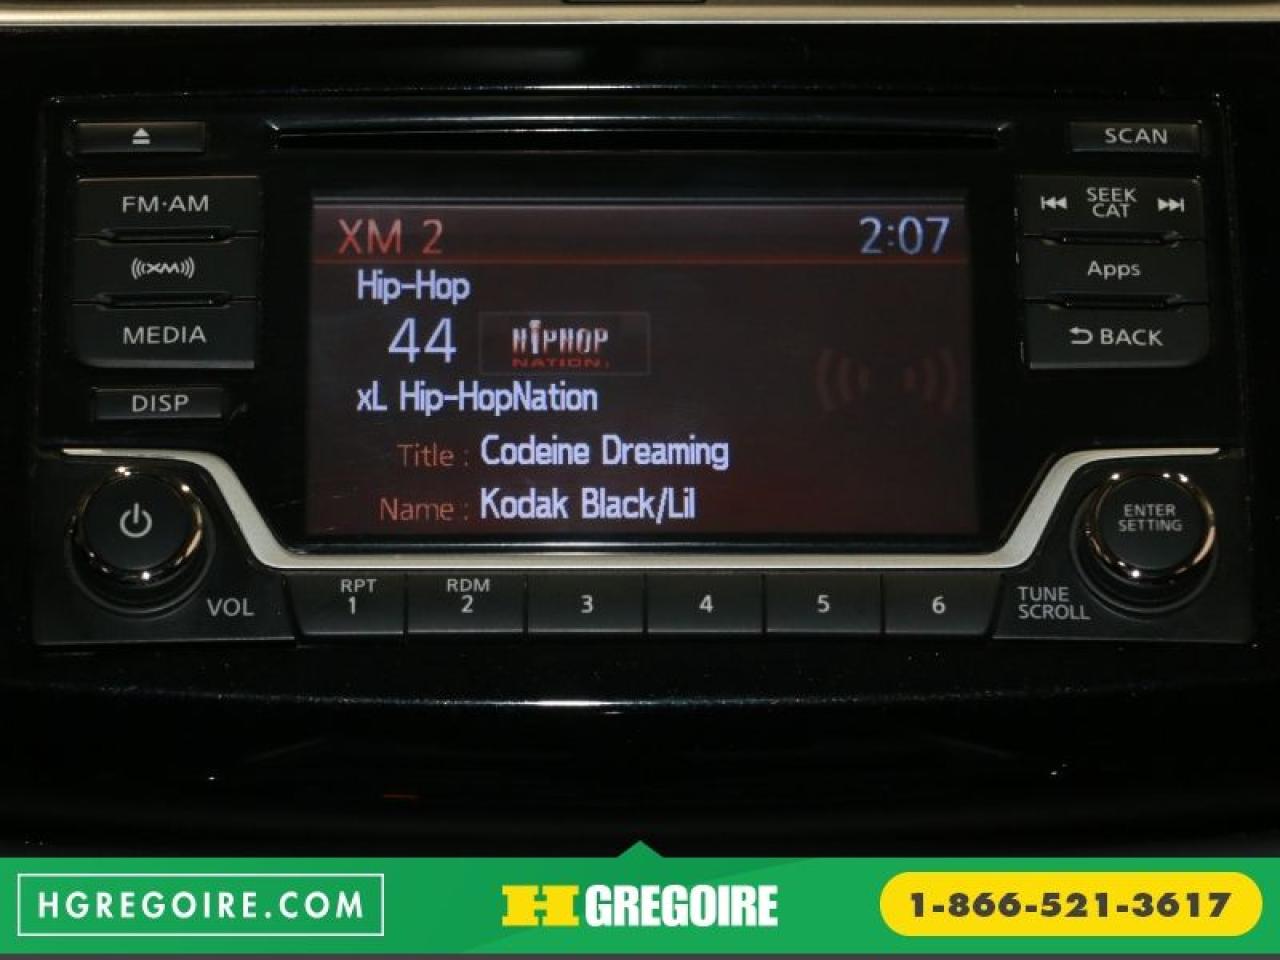 SCAN
FM·AM
SEEK
CAT
XM 2
2:07
(((XM)))
Hip-Hop
Apps
44
HIPHOP
NATION
MEDIA
BACK
xL Hip-HopNation
DISP
Title : Codeine Dreaming
Name : Kodak Black/Lil
ENTER
SETTING
VOL
RPT
1
RDM
2
3
4
5
6
TUNE
SCROLL
HGREGOIRE.COM
H GREGOIRE
1-866-521-3617